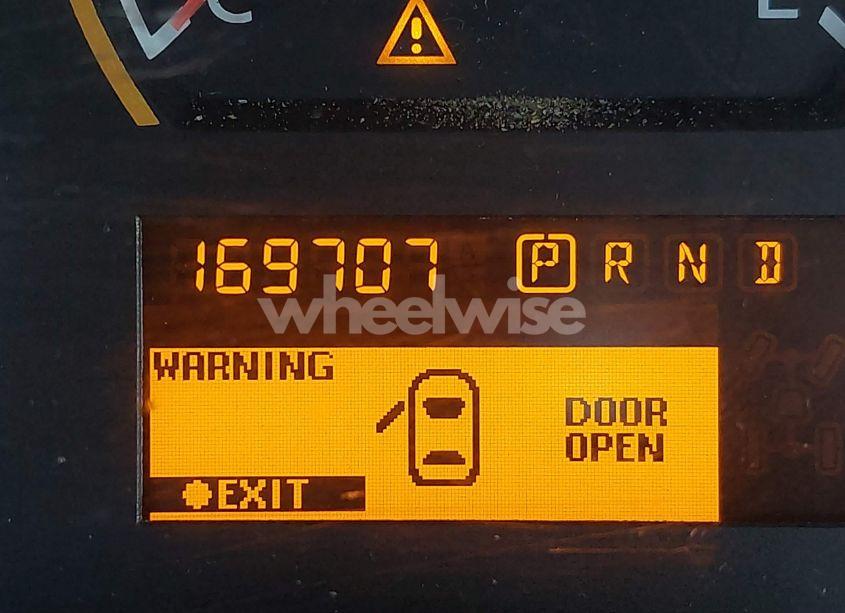 C
E
169707 P R N D
wheelwise
WARNING
DOOR
OPEN
EXIT